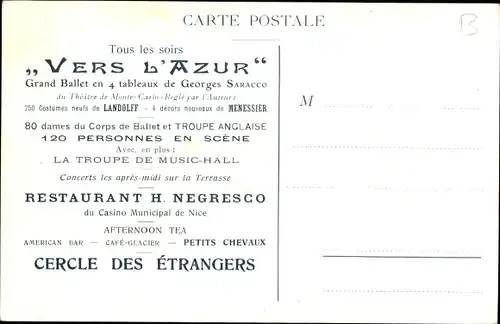 CARTE POSTALE
Tous les soirs
„VERS L'AZUR"
Grand Ballet en 4 tableaux de Georges SARACCO
du Théâtre de Monte-Carlo - Réglé par l'Auteur
750 Costumes neufs de LANDOLFF - 4 décors nouveaux de MENESSIER
80 dames du Corps de Ballet et TROUPE ANGLAISE
120 PERSONNES EN SCÈNE
Avec, en plus :
LA TROUPE DE MUSIC-HALL
Concerts les après-midi sur la Terrasse
RESTAURANT H. NEGRESCO
du Casino Municipal de Nice
AFTERNOON TEA
AMERICAN BAR — CAFÉ-GLACIER — PETITS CHEVAUX
CERCLE DES ÉTRANGERS
M